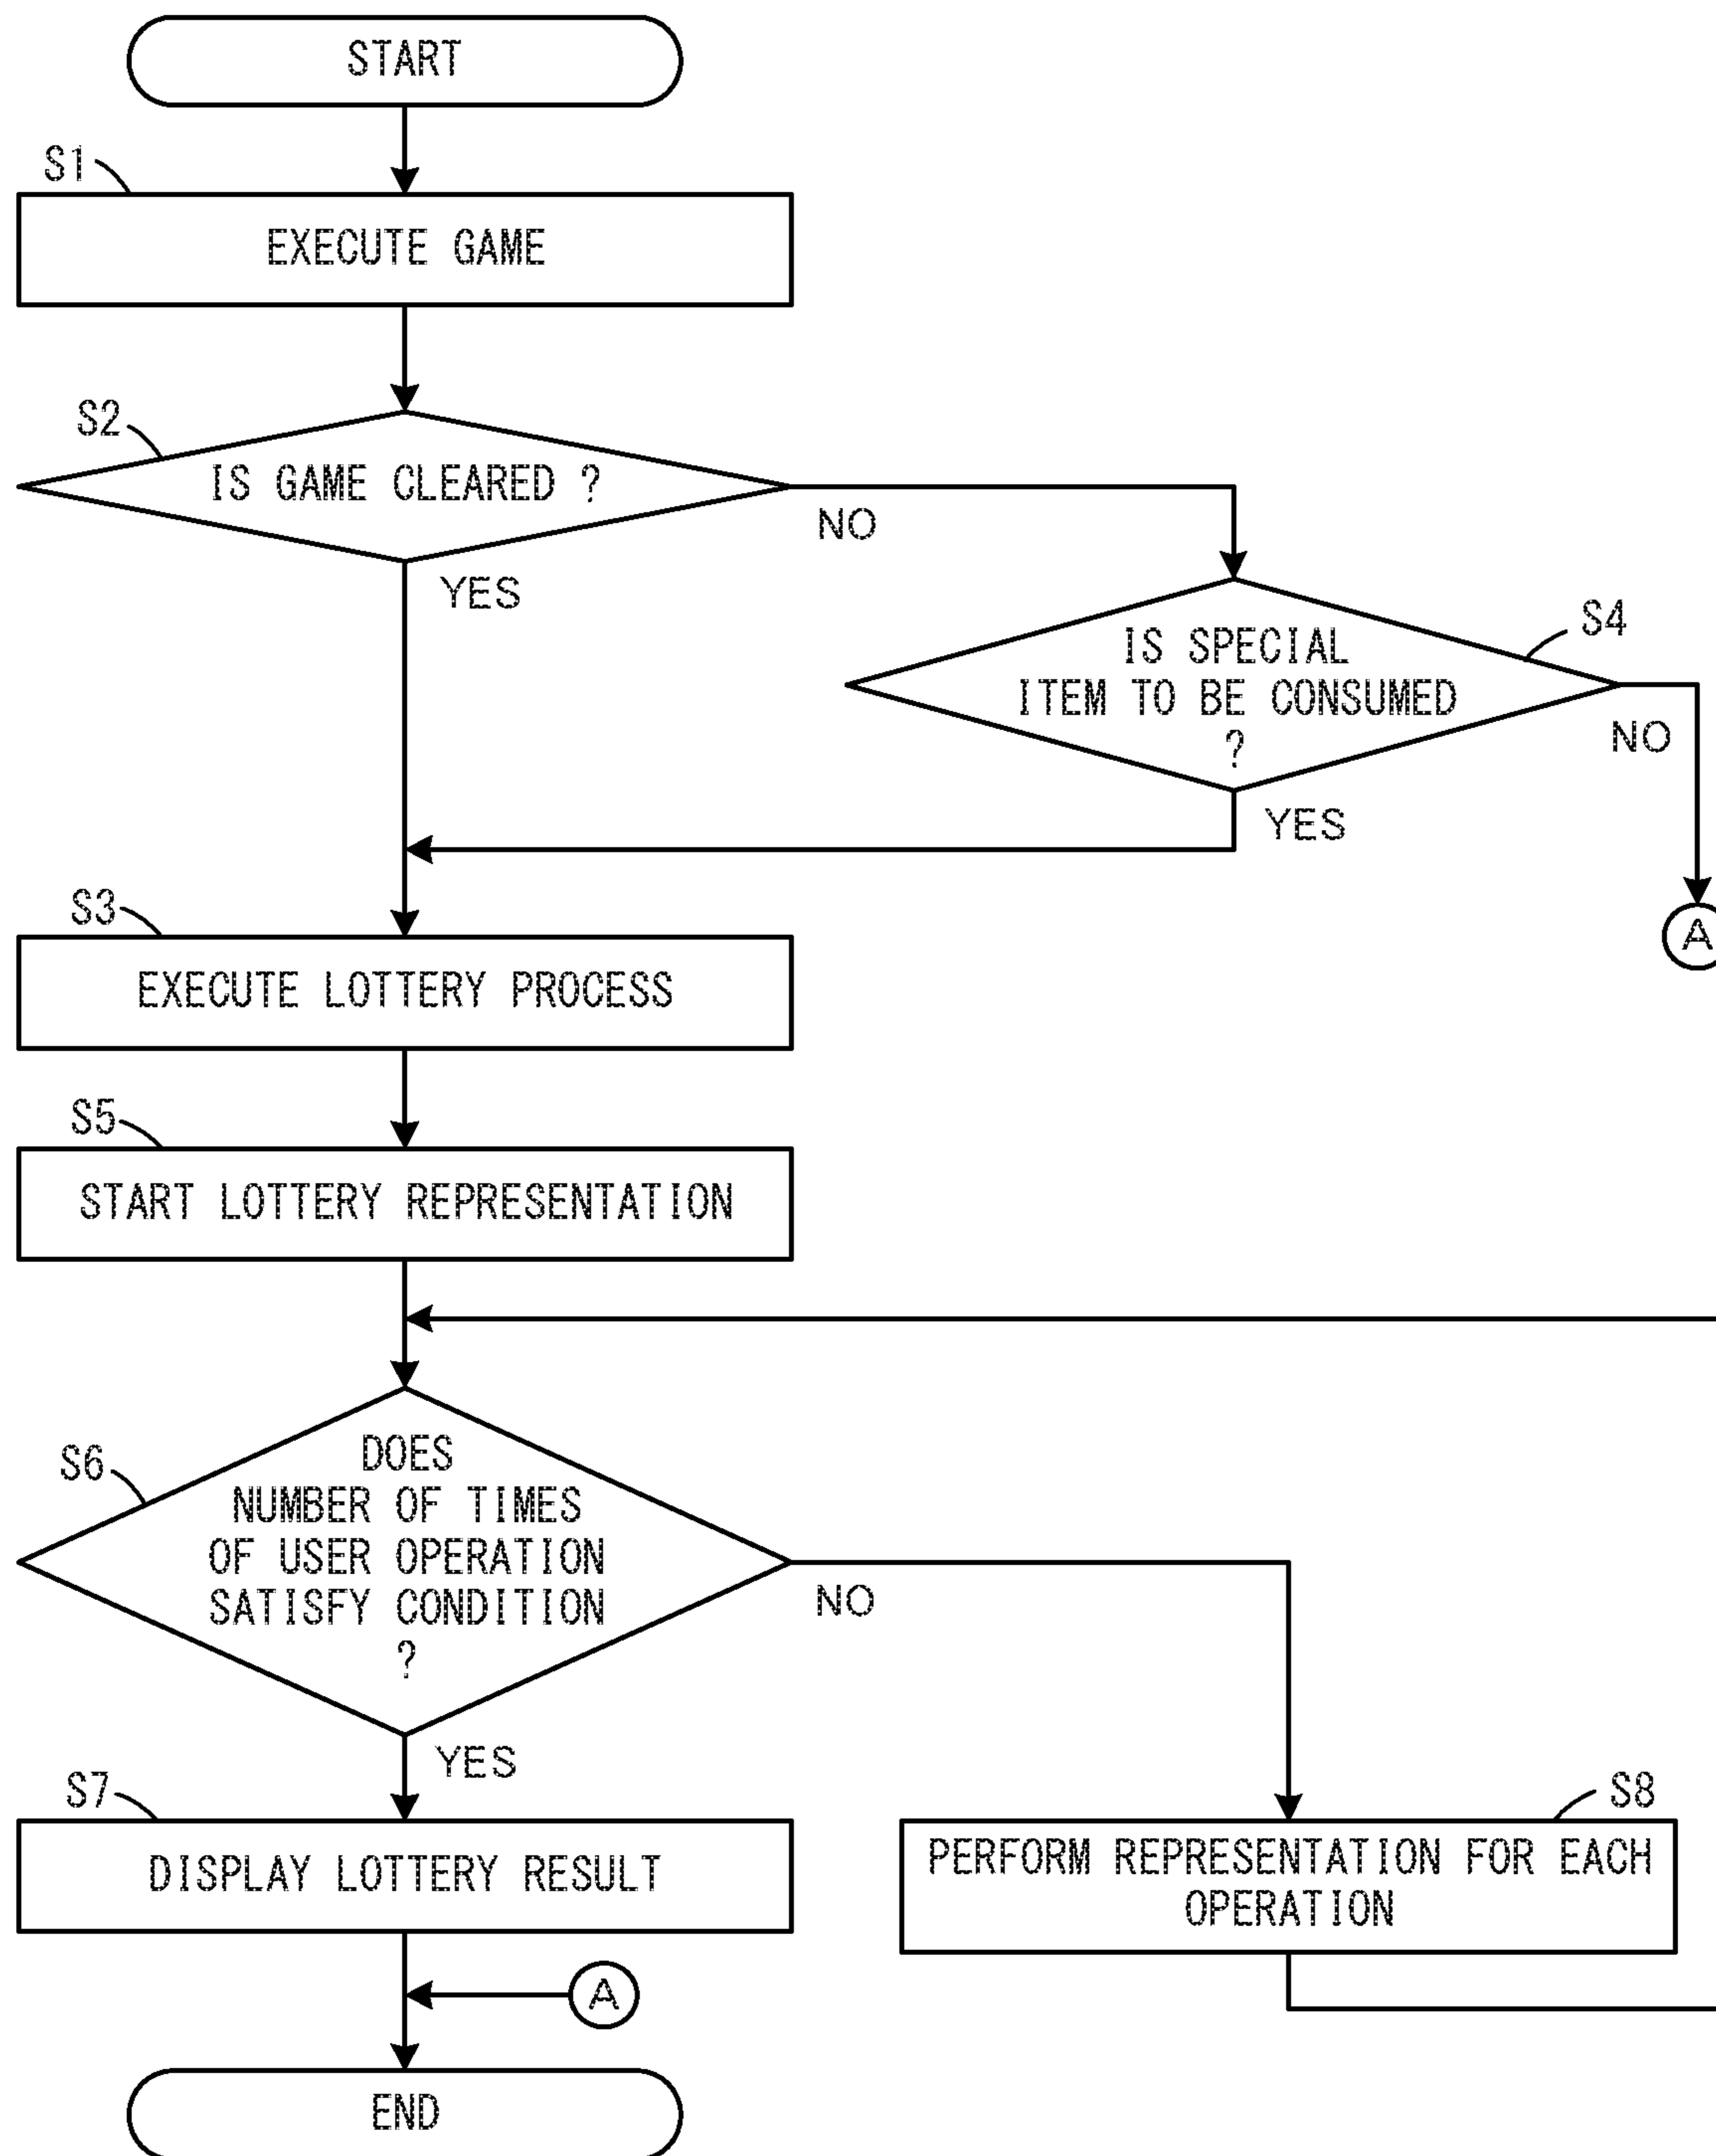 START
S1
EXECUTE GAME
S2
IS GAME CLEARED ?
NO
YES
S4
IS SPECIAL
ITEM TO BE CONSUMED
?
NO
YES
A
S3
EXECUTE LOTTERY PROCESS
S5
START LOTTERY REPRESENTATION
S6
DOES
NUMBER OF TIMES
OF USER OPERATION
SATISFY CONDITION
?
NO
YES
S7
DISPLAY LOTTERY RESULT
S8
PERFORM REPRESENTATION FOR EACH
OPERATION
A
END